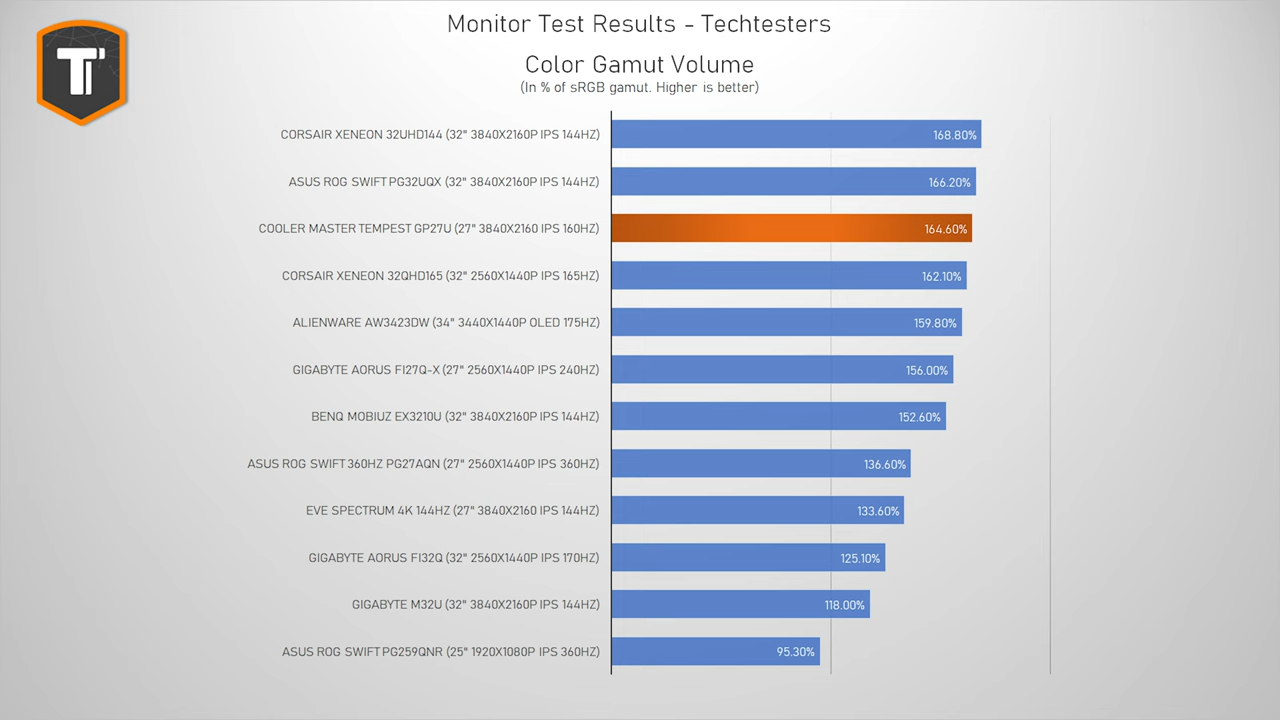 Monitor Test Results - Techtesters
Color Gamut Volume
(In % of sRGB gamut. Higher is better)
CORSAIR XENEON 32UHD144 (32" 3840X2160P IPS 144HZ) 168.80%
ASUS ROG SWIFT PG32UQX (32" 3840X2160P IPS 144HZ) 166.20%
COOLER MASTER TEMPEST GP27U (27" 3840X2160 IPS 160HZ) 164.60%
CORSAIR XENEON 32QHD165 (32" 2560X1440P IPS 165HZ) 162.10%
ALIENWARE AW3423DW (34" 3440X1440P OLED 175HZ) 159.80%
GIGABYTE AORUS FI27Q-X (27" 2560X1440P IPS 240HZ) 156.00%
BENQ MOBIUZ EX3210U (32" 3840X2160P IPS 144HZ) 152.60%
ASUS ROG SWIFT 360HZ PG27AQN (27" 2560X1440P IPS 360HZ) 136.60%
EVE SPECTRUM 4K 144HZ (27" 3840X2160 IPS 144HZ) 133.60%
GIGABYTE AORUS FI32Q (32" 2560X1440P IPS 170HZ) 125.10%
GIGABYTE M32U (32" 3840X2160P IPS 144HZ) 118.00%
ASUS ROG SWIFT PG259QNR (25" 1920X1080P IPS 360HZ) 95.30%